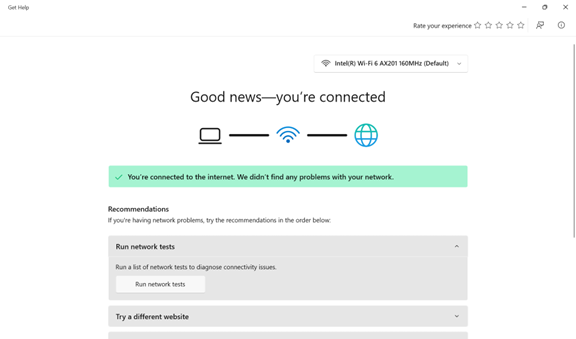 Get Help
Rate your experience
Intel(R) Wi-Fi 6 AX201 160MHz (Default)
Good news—you're connected
You're connected to the internet. We didn't find any problems with your network.
Recommendations
If you're having network problems, try the recommendations in the order below:
Run network tests
Run a list of network tests to diagnose connectivity issues.
Run network tests
Try a different website